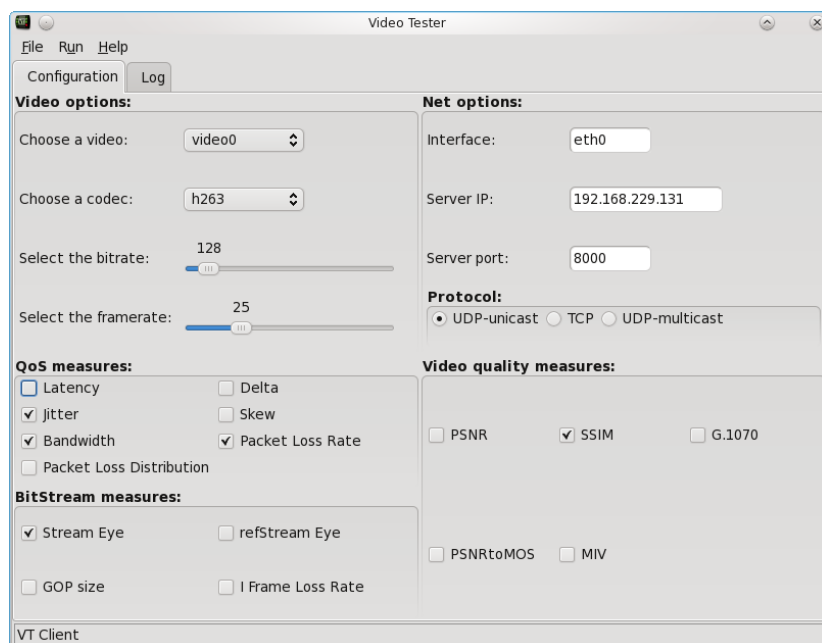 Video Tester
File Run Help
Configuration Log
Video options:
Choose a video: video0
Choose a codec: h263
Select the bitrate: 128
Select the framerate: 25
Net options:
Interface: eth0
Server IP: 192.168.229.131
Server port: 8000
Protocol:
UDP-unicast TCP UDP-multicast
QoS measures:
Latency Delta
Jitter Skew
Bandwidth Packet Loss Rate
Packet Loss Distribution
BitStream measures:
Stream Eye refStream Eye
GOP size I Frame Loss Rate
Video quality measures:
PSNR SSIM G.1070
PSNRtoMOS MIV
VT Client